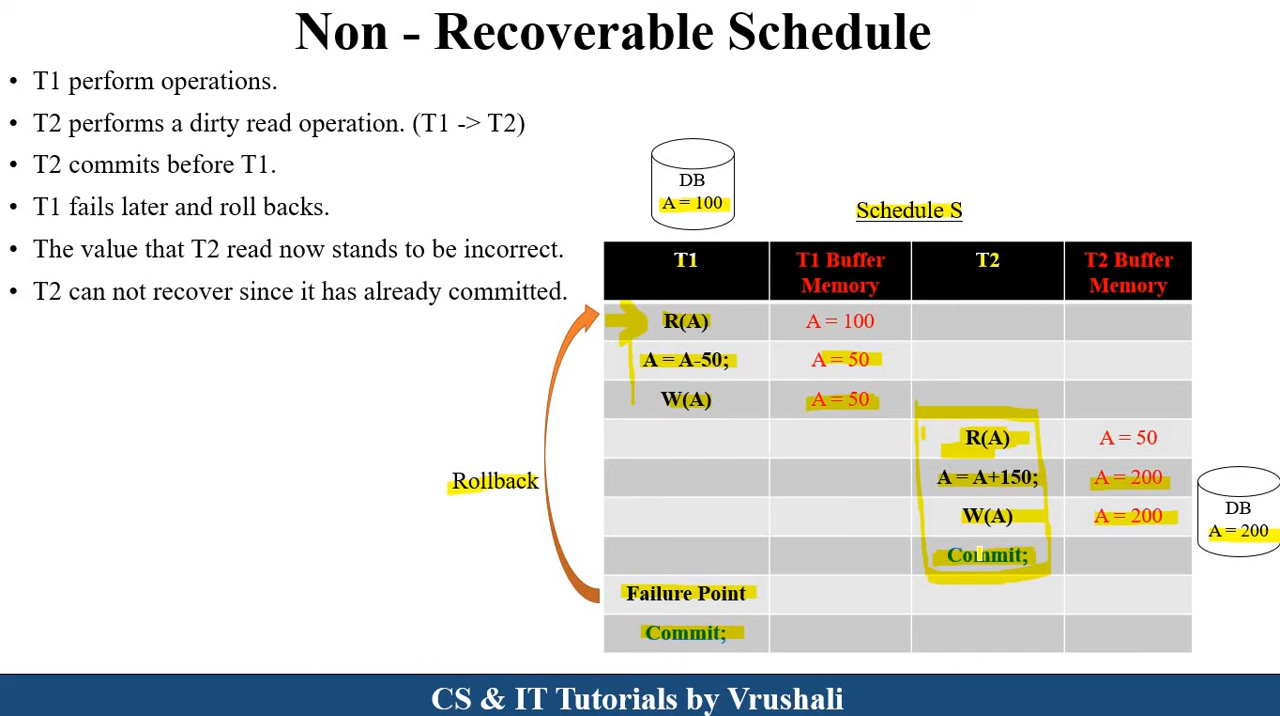 Non - Recoverable Schedule
• T1 perform operations.
• T2 performs a dirty read operation. (T1 -> T2)
• T2 commits before T1.
• T1 fails later and roll backs.
• The value that T2 read now stands to be incorrect.
• T2 can not recover since it has already committed.
DB
A = 100
Schedule S
T1 T1 Buffer Memory T2 T2 Buffer Memory
R(A) A = 100
A = A-50; A = 50
W(A) A = 50
R(A) A = 50
A = A+150; A = 200
W(A) A = 200
Commit;
Failure Point
Commit;
Rollback
DB
A = 200
CS & IT Tutorials by Vrushali